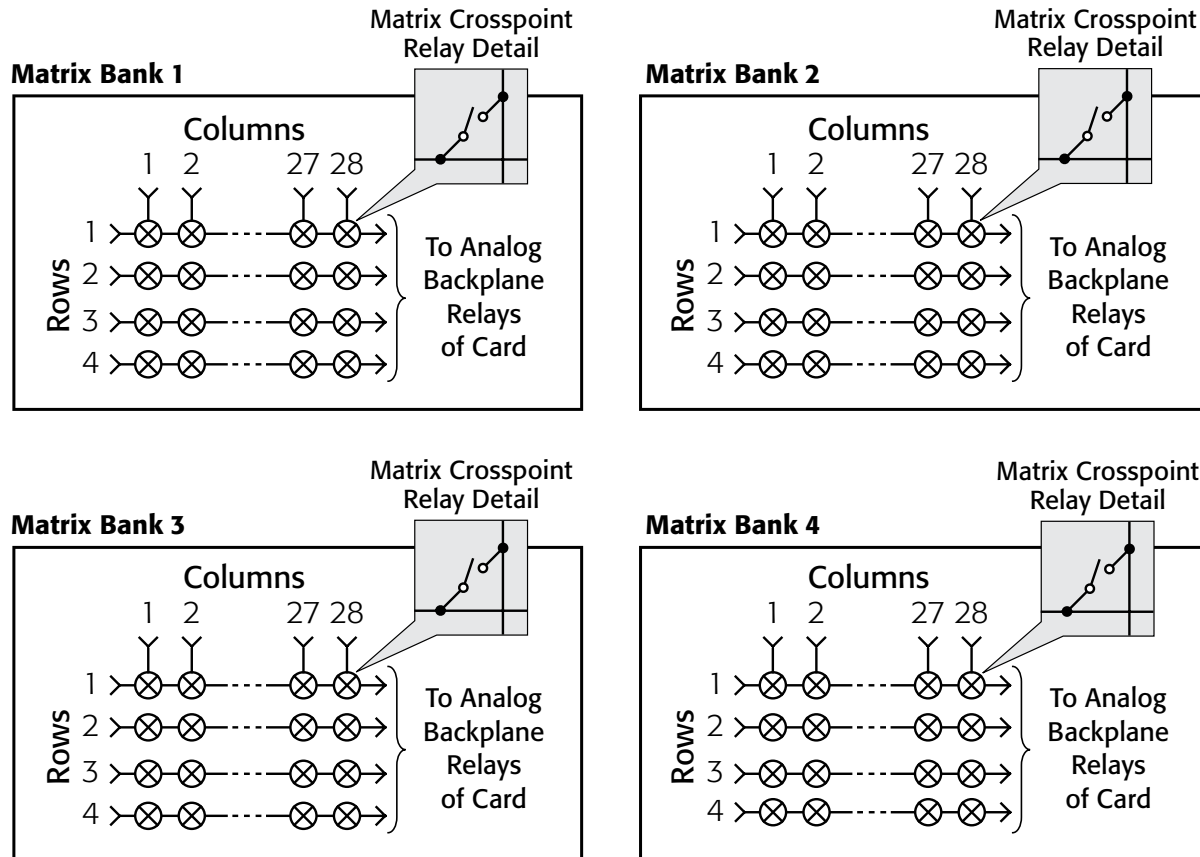 Matrix Crosspoint
Relay Detail
Matrix Bank 1
Columns
1 2 27 28
Rows
1
2
3
4
To Analog
Backplane
Relays
of Card
Matrix Crosspoint
Relay Detail
Matrix Bank 2
Columns
1 2 27 28
Rows
1
2
3
4
To Analog
Backplane
Relays
of Card
Matrix Crosspoint
Relay Detail
Matrix Bank 3
Columns
1 2 27 28
Rows
1
2
3
4
To Analog
Backplane
Relays
of Card
Matrix Crosspoint
Relay Detail
Matrix Bank 4
Columns
1 2 27 28
Rows
1
2
3
4
To Analog
Backplane
Relays
of Card